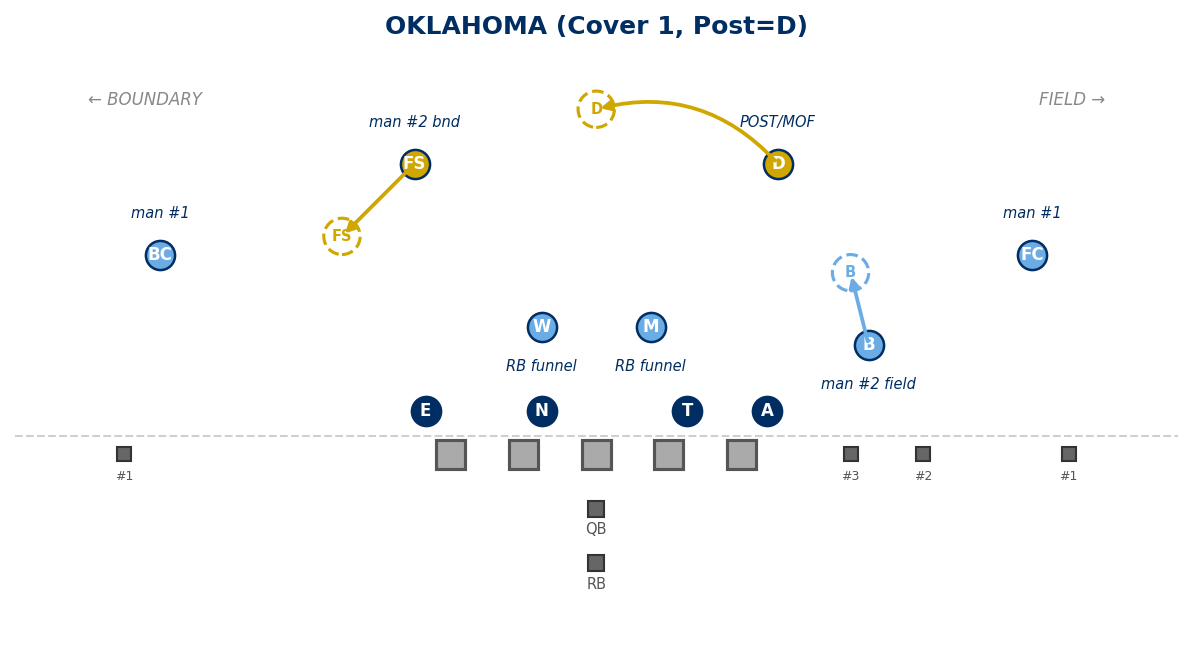 OKLAHOMA (Cover 1, Post=D)
← BOUNDARY
FIELD →
D
man #2 bnd
POST/MOF
FS
D
man #1
man #1
FS
BC
FC
B
W
M
B
RB funnel
RB funnel
man #2 field
E
N
T
A
#1
#3
#2
#1
QB
RB